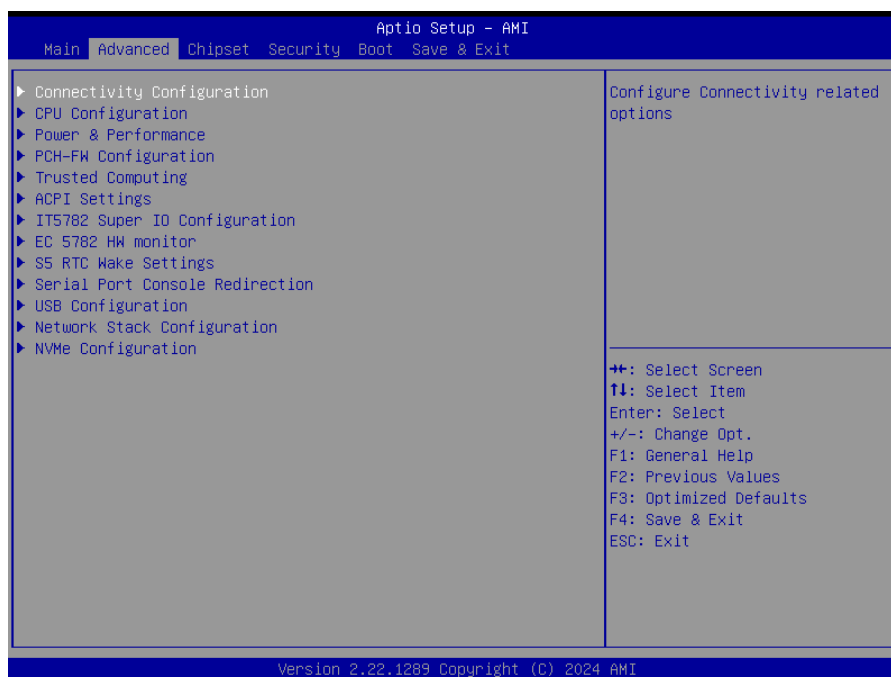 Aptio Setup - AMI
Main Advanced Chipset Security Boot Save & Exit
Connectivity Configuration
CPU Configuration
Power & Performance
PCH-FW Configuration
Trusted Computing
ACPI Settings
IT5782 Super IO Configuration
EC 5782 HW monitor
S5 RTC Wake Settings
Serial Port Console Redirection
USB Configuration
Network Stack Configuration
NVMe Configuration
Configure Connectivity related
options
→←: Select Screen
↑↓: Select Item
Enter: Select
+/-: Change Opt.
F1: General Help
F2: Previous Values
F3: Optimized Defaults
F4: Save & Exit
ESC: Exit
Version 2.22.1289 Copyright (C) 2024 AMI